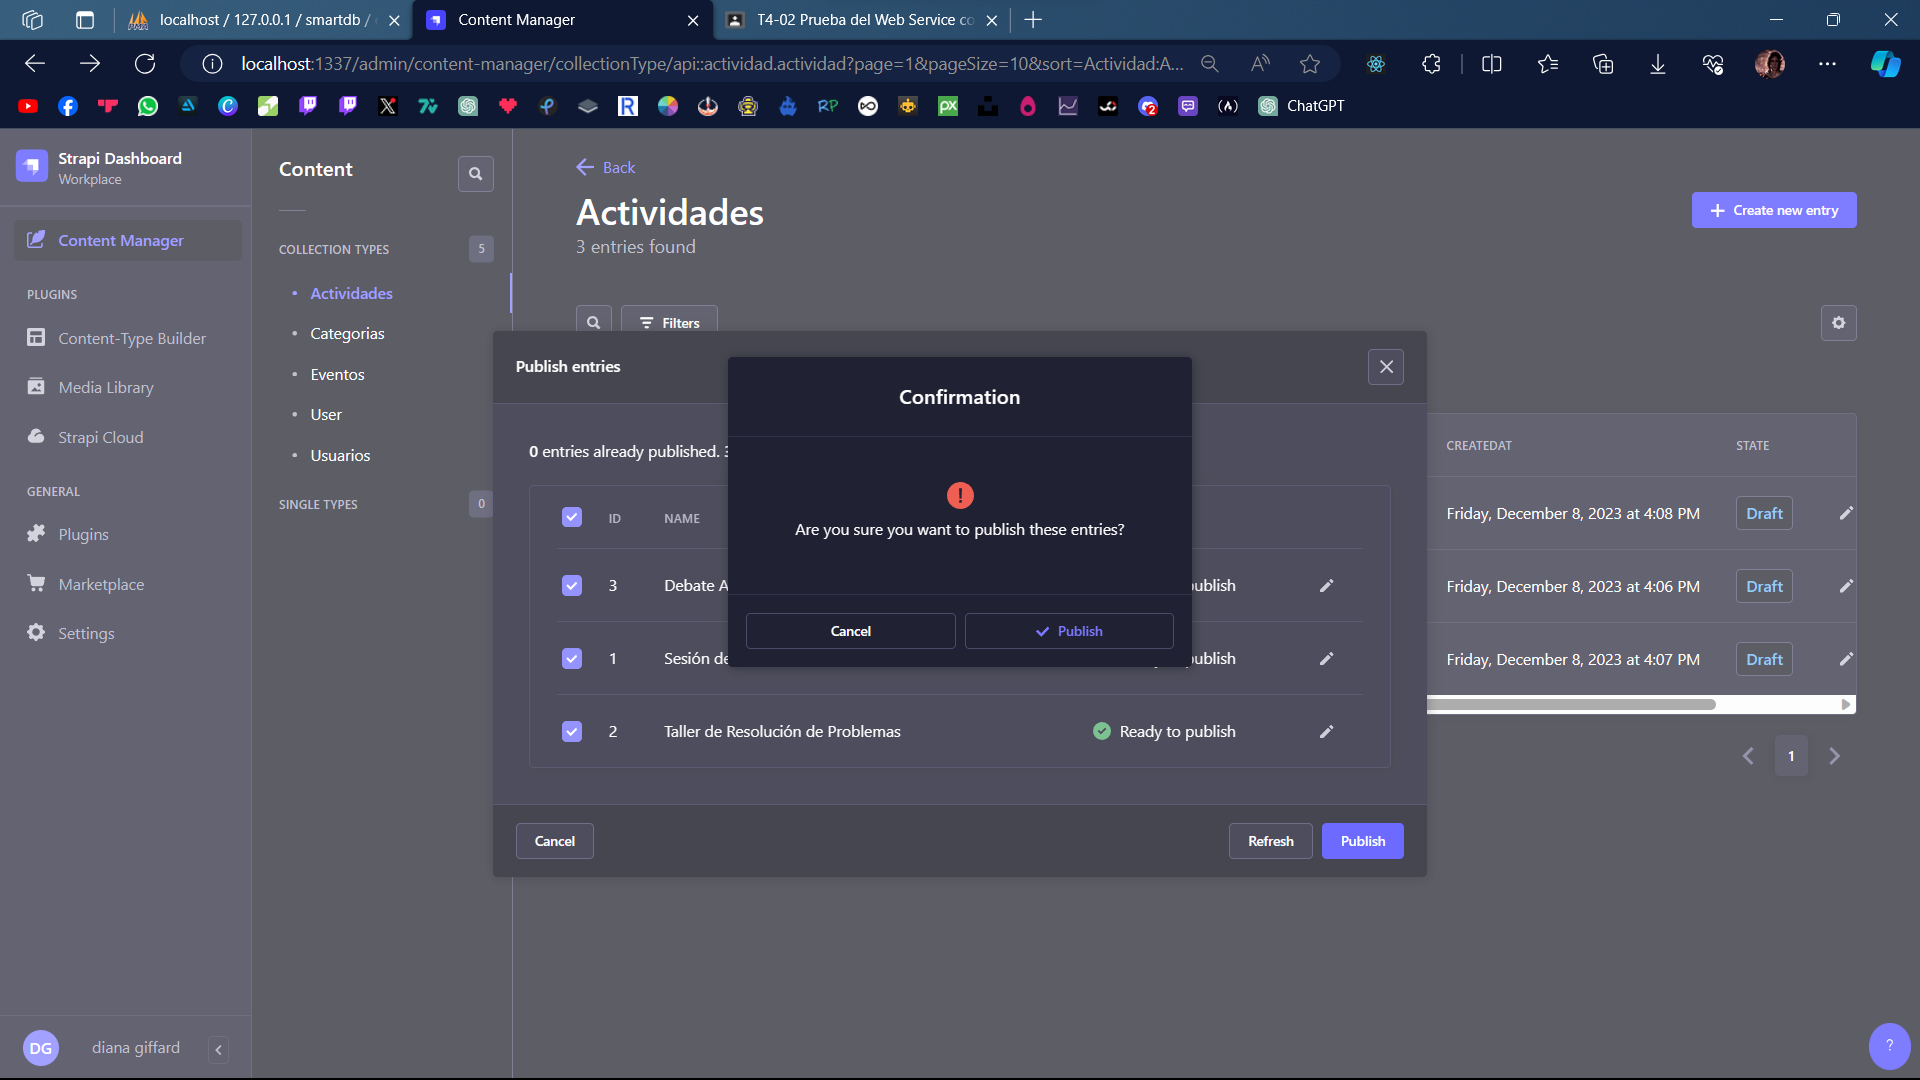 localhost / 127.0.0.1 / smartdb /
Content Manager
T4-02 Prueba del Web Service co
localhost:1337/admin/content-manager/collectionType/api::actividad.actividad?page=1&pageSize=10&sort=Actividad:A...
ChatGPT
Strapi Dashboard
Workplace
Content Manager
PLUGINS
Content-Type Builder
Media Library
Strapi Cloud
GENERAL
Plugins
Marketplace
Settings
DG
diana giffard
Content
COLLECTION TYPES 5
Actividades
Categorias
Eventos
User
Usuarios
SINGLE TYPES 0
Back
Actividades
3 entries found
Create new entry
Filters
CREATEDAT STATE
Friday, December 8, 2023 at 4:08 PM Draft
Friday, December 8, 2023 at 4:06 PM Draft
Friday, December 8, 2023 at 4:07 PM Draft
1
Publish entries
0 entries already published.
ID NAME
3 Debate A ublish
1 Sesión de ublish
2 Taller de Resolución de Problemas Ready to publish
Cancel Refresh Publish
Confirmation
!
Are you sure you want to publish these entries?
Cancel Publish
?